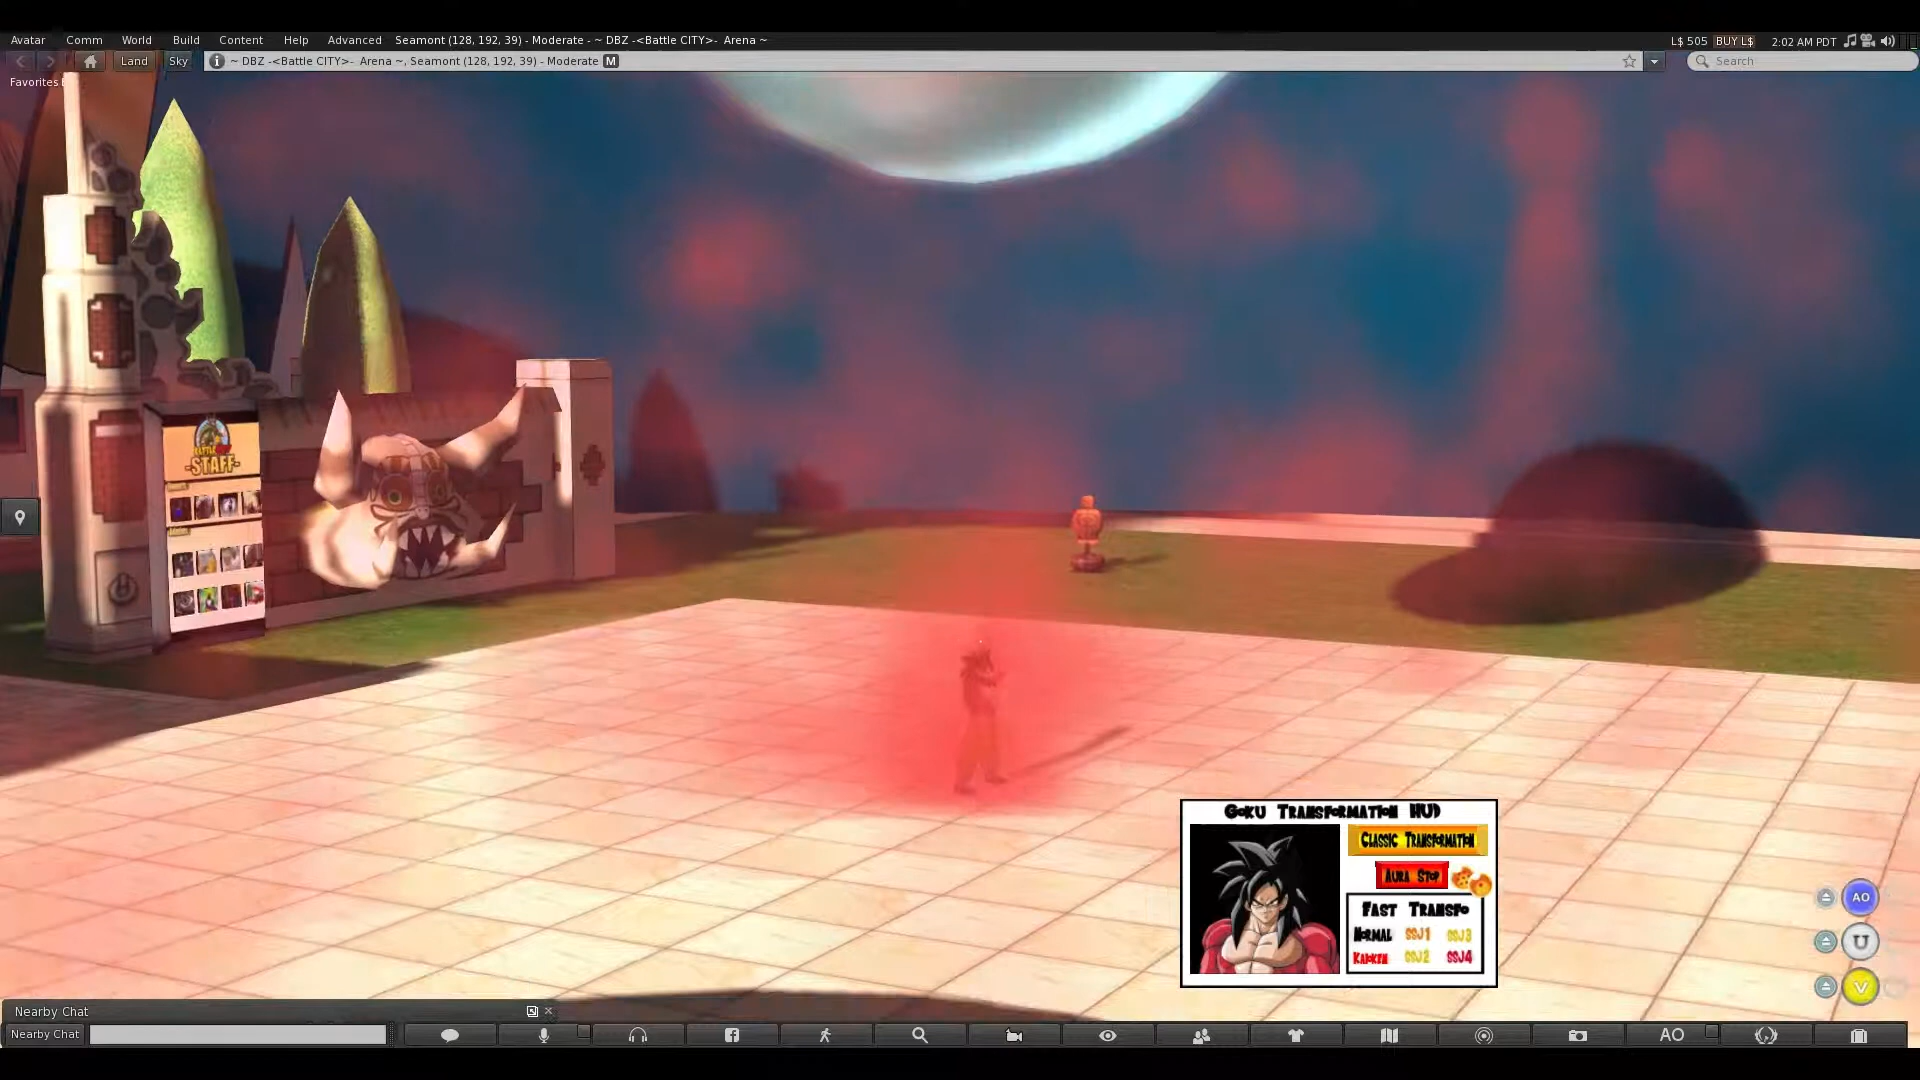 Avatar Comm World Build Content Help Advanced Seamont (128, 192, 39) - Moderate - ~ DBZ -<Battle CITY>- Arena ~ L$ 505 BUY L$ 2:02 AM PDT
Land Sky ~ DBZ -<Battle CITY>- Arena ~, Seamont (128, 192, 39) - Moderate M Search
Favorites
BATTLE
-STAFF-
GOKU TRANSFORMATION HUD
CLASSIC TRANSFORMATION
AURA STOP
FAST TRANSFO
NORMAL SSJ1 SSJ3
KAIOKEN SSJ2 SSJ4
AO
U
V
Nearby Chat
Nearby Chat AO